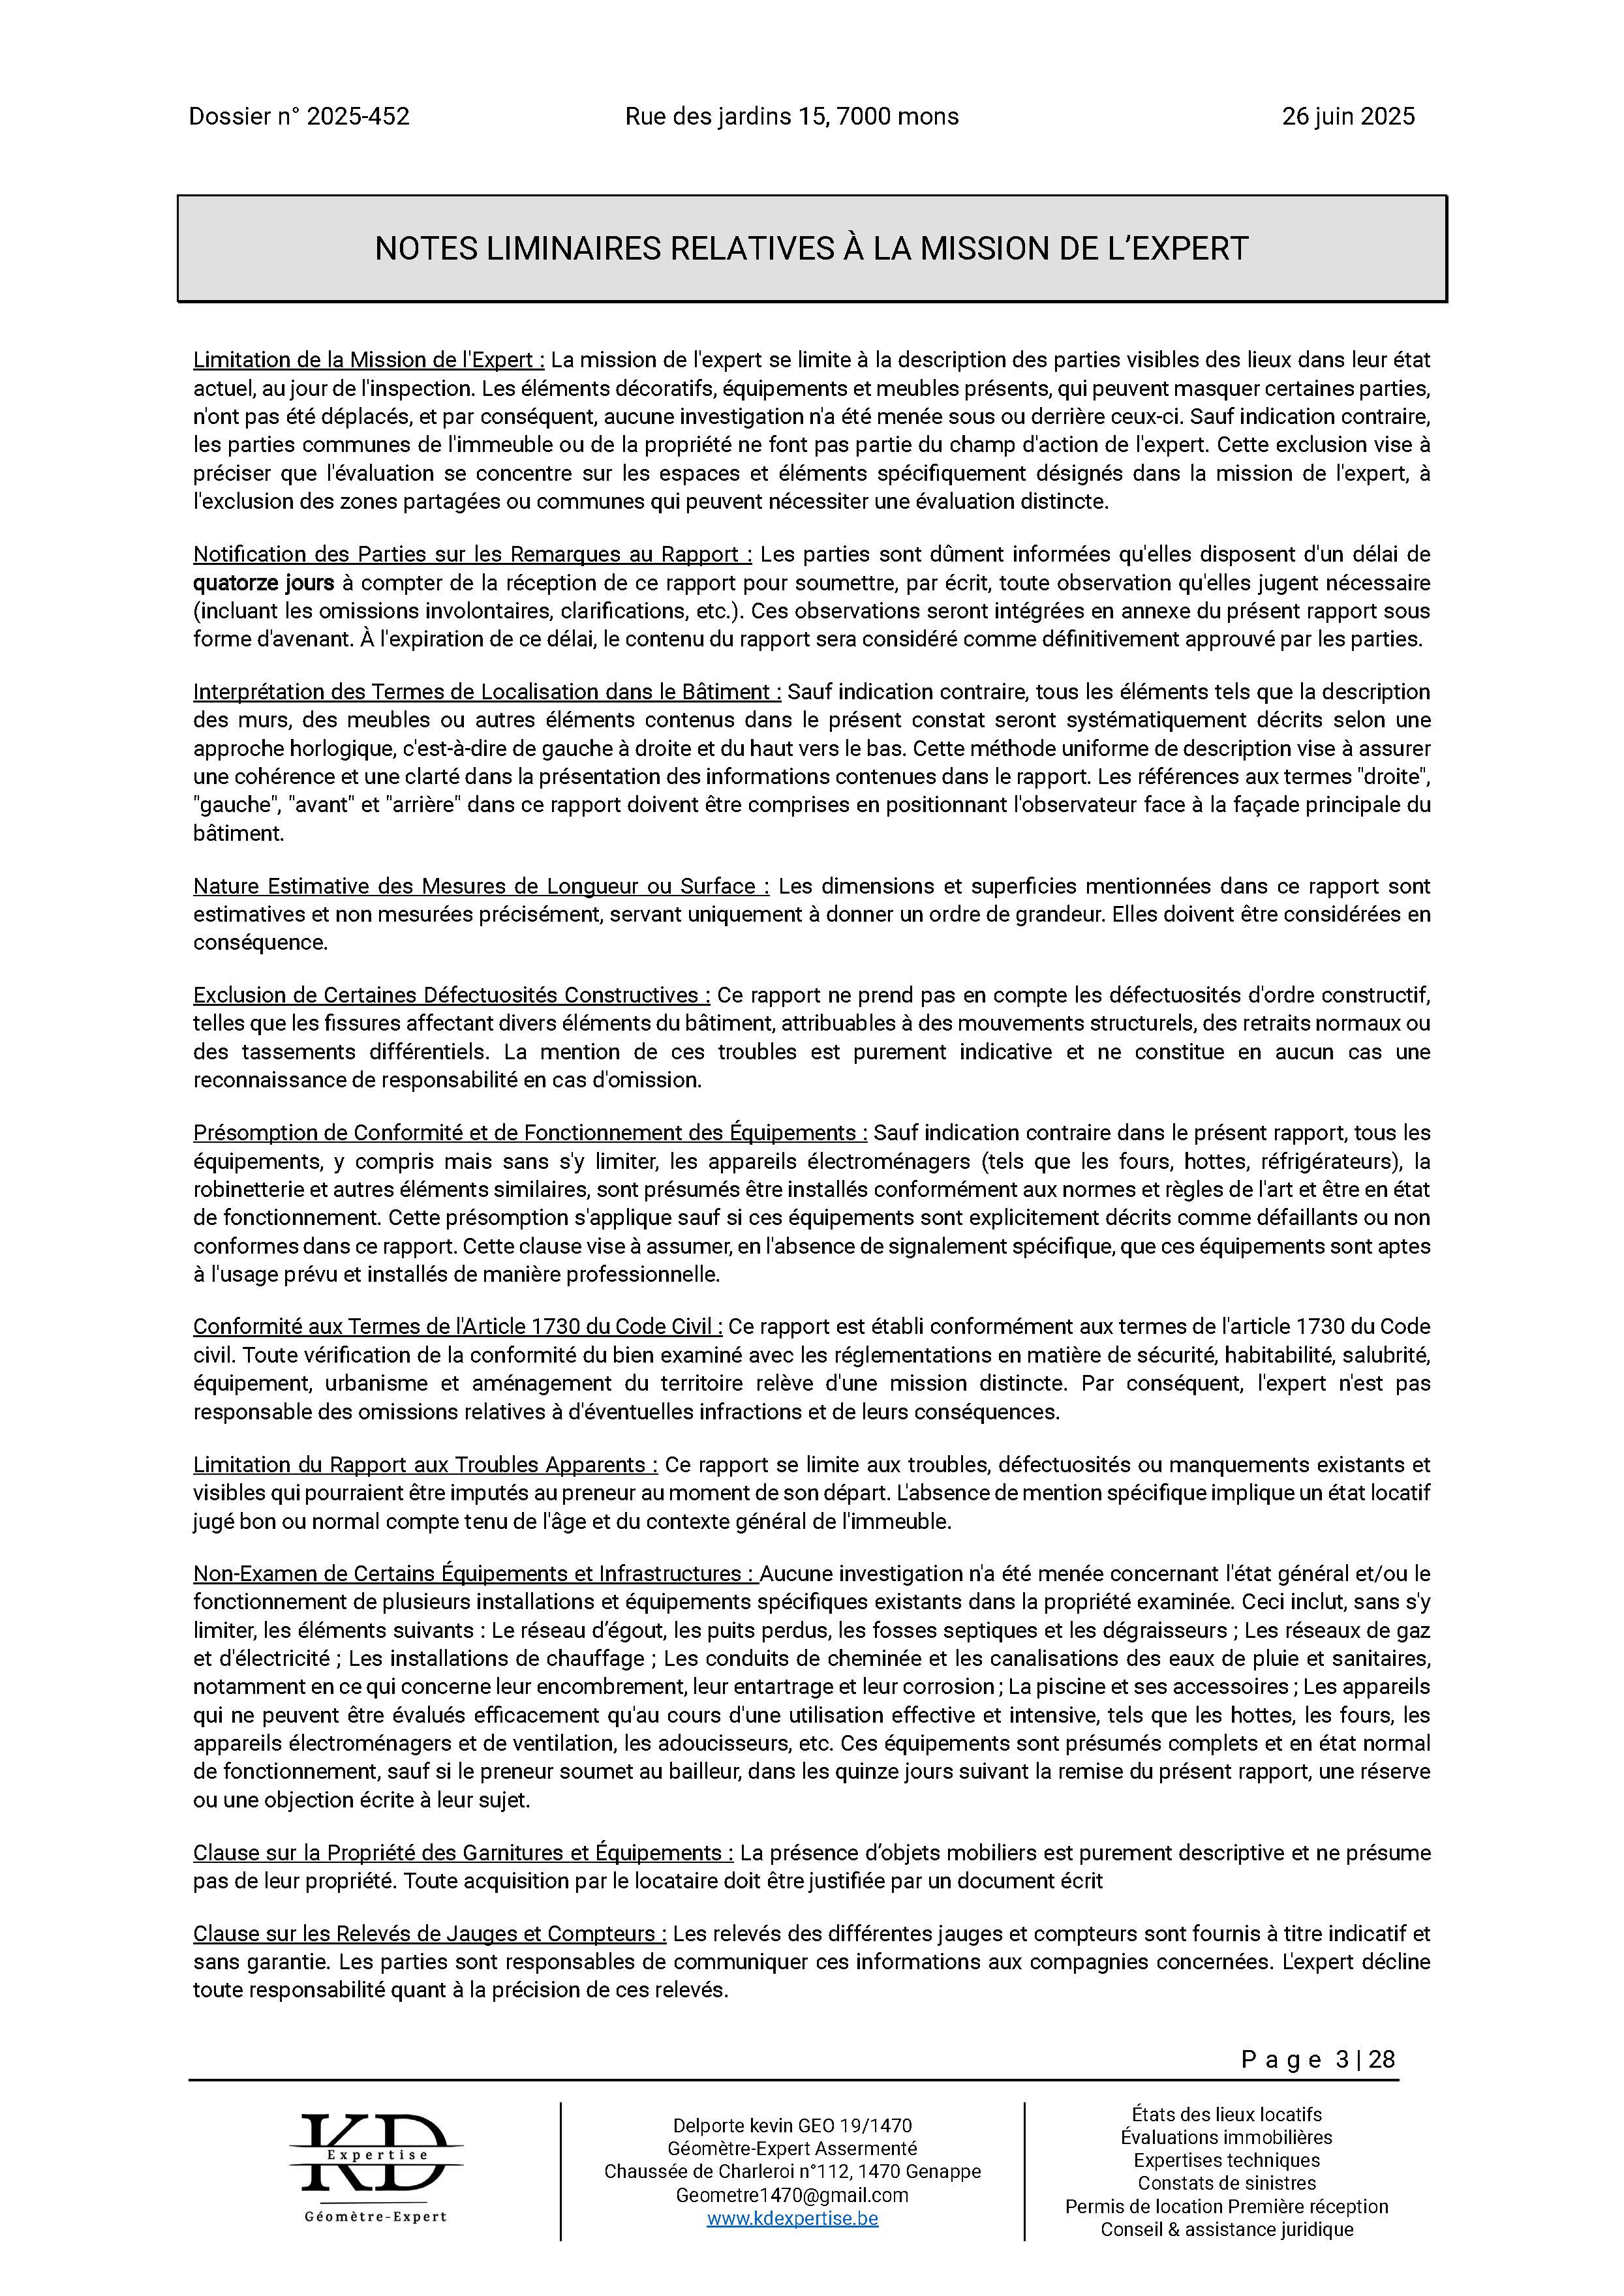 Dossier n° 2025-452 Rue des jardins 15, 7000 mons 26 juin 2025
NOTES LIMINAIRES RELATIVES À LA MISSION DE L’EXPERT
Limitation de la Mission de l'Expert : La mission de l'expert se limite à la description des parties visibles des lieux dans leur état
actuel, au jour de l'inspection. Les éléments décoratifs, équipements et meubles présents, qui peuvent masquer certaines parties,
n'ont pas été déplacés, et par conséquent, aucune investigation n'a été menée sous ou derrière ceux-ci. Sauf indication contraire,
les parties communes de l'immeuble ou de la propriété ne font pas partie du champ d'action de l'expert. Cette exclusion vise à
préciser que l'évaluation se concentre sur les espaces et éléments spécifiquement désignés dans la mission de l'expert, à
l'exclusion des zones partagées ou communes qui peuvent nécessiter une évaluation distincte.
Notification des Parties sur les Remarques au Rapport : Les parties sont dûment informées qu'elles disposent d'un délai de
quatorze jours à compter de la réception de ce rapport pour soumettre, par écrit, toute observation qu'elles jugent nécessaire
(incluant les omissions involontaires, clarifications, etc.). Ces observations seront intégrées en annexe du présent rapport sous
forme d'avenant. À l'expiration de ce délai, le contenu du rapport sera considéré comme définitivement approuvé par les parties.
Interprétation des Termes de Localisation dans le Bâtiment : Sauf indication contraire, tous les éléments tels que la description
des murs, des meubles ou autres éléments contenus dans le présent constat seront systématiquement décrits selon une
approche horlogique, c'est-à-dire de gauche à droite et du haut vers le bas. Cette méthode uniforme de description vise à assurer
une cohérence et une clarté dans la présentation des informations contenues dans le rapport. Les références aux termes "droite",
"gauche", "avant" et "arrière" dans ce rapport doivent être comprises en positionnant l'observateur face à la façade principale du
bâtiment.
Nature Estimative des Mesures de Longueur ou Surface : Les dimensions et superficies mentionnées dans ce rapport sont
estimatives et non mesurées précisément, servant uniquement à donner un ordre de grandeur. Elles doivent être considérées en
conséquence.
Exclusion de Certaines Défectuosités Constructives : Ce rapport ne prend pas en compte les défectuosités d'ordre constructif,
telles que les fissures affectant divers éléments du bâtiment, attribuables à des mouvements structurels, des retraits normaux ou
des tassements différentiels. La mention de ces troubles est purement indicative et ne constitue en aucun cas une
reconnaissance de responsabilité en cas d'omission.
Présomption de Conformité et de Fonctionnement des Équipements : Sauf indication contraire dans le présent rapport, tous les
équipements, y compris mais sans s'y limiter, les appareils électroménagers (tels que les fours, hottes, réfrigérateurs), la
robinetterie et autres éléments similaires, sont présumés être installés conformément aux normes et règles de l'art et être en état
de fonctionnement. Cette présomption s'applique sauf si ces équipements sont explicitement décrits comme défaillants ou non
conformes dans ce rapport. Cette clause vise à assumer, en l'absence de signalement spécifique, que ces équipements sont aptes
à l'usage prévu et installés de manière professionnelle.
Conformité aux Termes de l'Article 1730 du Code Civil : Ce rapport est établi conformément aux termes de l'article 1730 du Code
civil. Toute vérification de la conformité du bien examiné avec les réglementations en matière de sécurité, habitabilité, salubrité,
équipement, urbanisme et aménagement du territoire relève d'une mission distincte. Par conséquent, l'expert n'est pas
responsable des omissions relatives à d'éventuelles infractions et de leurs conséquences.
Limitation du Rapport aux Troubles Apparents : Ce rapport se limite aux troubles, défectuosités ou manquements existants et
visibles qui pourraient être imputés au preneur au moment de son départ. L'absence de mention spécifique implique un état locatif
jugé bon ou normal compte tenu de l'âge et du contexte général de l'immeuble.
Non-Examen de Certains Équipements et Infrastructures : Aucune investigation n'a été menée concernant l'état général et/ou le
fonctionnement de plusieurs installations et équipements spécifiques existants dans la propriété examinée. Ceci inclut, sans s'y
limiter, les éléments suivants : Le réseau d’égout, les puits perdus, les fosses septiques et les dégraisseurs ; Les réseaux de gaz
et d'électricité ; Les installations de chauffage ; Les conduits de cheminée et les canalisations des eaux de pluie et sanitaires,
notamment en ce qui concerne leur encombrement, leur entartrage et leur corrosion ; La piscine et ses accessoires ; Les appareils
qui ne peuvent être évalués efficacement qu'au cours d'une utilisation effective et intensive, tels que les hottes, les fours, les
appareils électroménagers et de ventilation, les adoucisseurs, etc. Ces équipements sont présumés complets et en état normal
de fonctionnement, sauf si le preneur soumet au bailleur, dans les quinze jours suivant la remise du présent rapport, une réserve
ou une objection écrite à leur sujet.
Clause sur la Propriété des Garnitures et Équipements : La présence d’objets mobiliers est purement descriptive et ne présume
pas de leur propriété. Toute acquisition par le locataire doit être justifiée par un document écrit
Clause sur les Relevés de Jauges et Compteurs : Les relevés des différentes jauges et compteurs sont fournis à titre indicatif et
sans garantie. Les parties sont responsables de communiquer ces informations aux compagnies concernées. L'expert décline
toute responsabilité quant à la précision de ces relevés.
Page 3 | 28
KD
Expertise
Géomètre-Expert
Delporte kevin GEO 19/1470
Géomètre-Expert Assermenté
Chaussée de Charleroi n°112, 1470 Genappe
Geometre1470@gmail.com
www.kdexpertise.be
États des lieux locatifs
Évaluations immobilières
Expertises techniques
Constats de sinistres
Permis de location Première réception
Conseil & assistance juridique